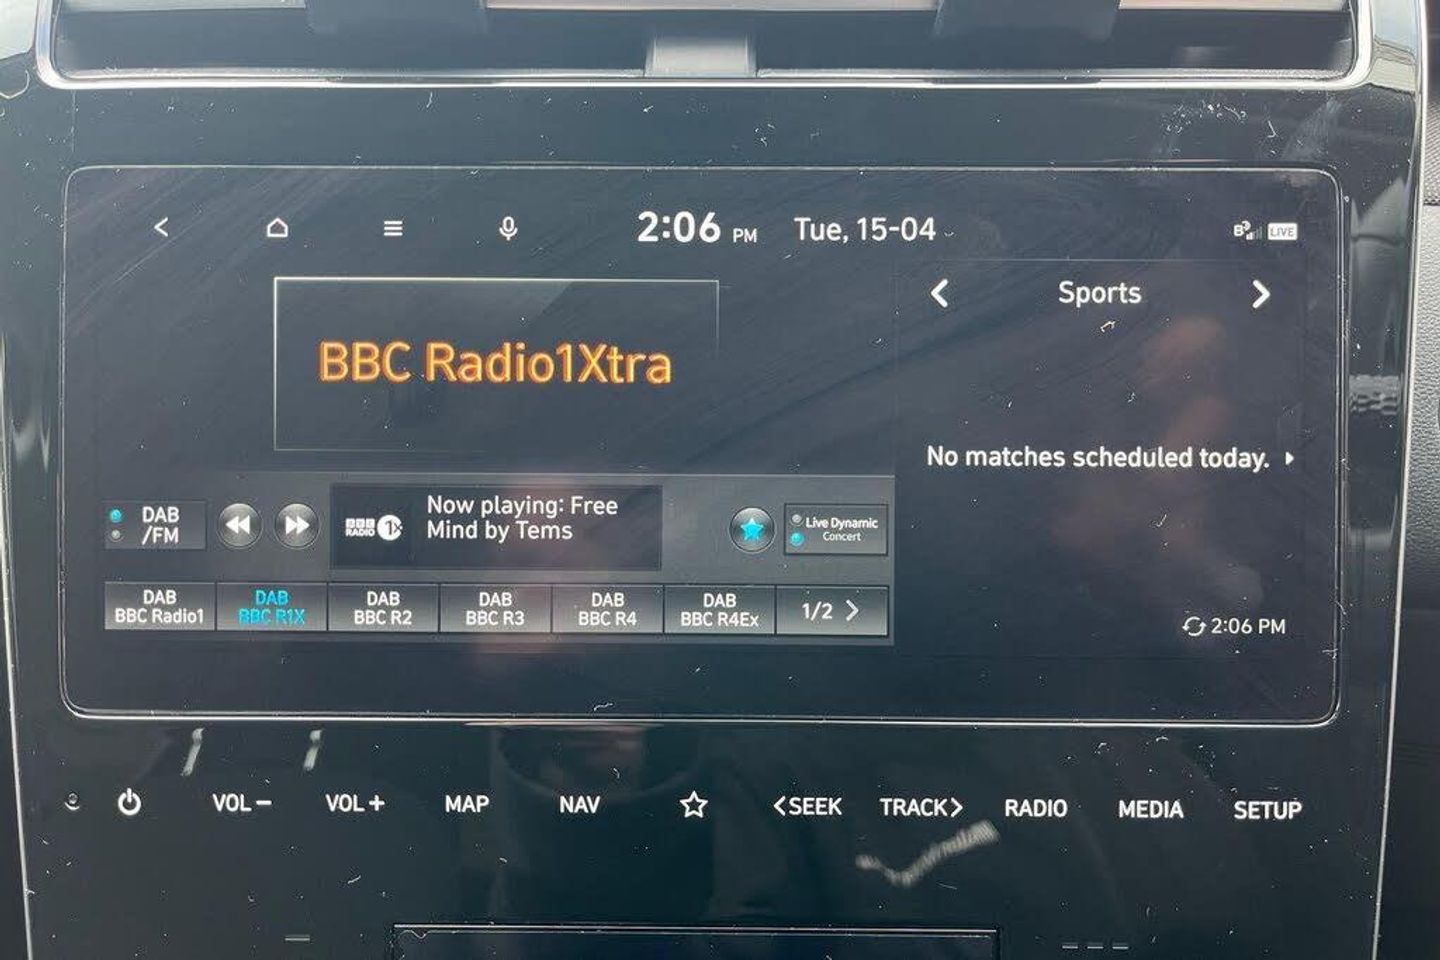 2:06 PM Tue, 15-04
LIVE
BBC Radio1Xtra
Sports
No matches scheduled today.
2:06 PM
DAB
/FM
BBC
RADIO 1X
Now playing: Free
Mind by Tems
Live Dynamic
Concert
DAB
BBC Radio1
DAB
BBC R1X
DAB
BBC R2
DAB
BBC R3
DAB
BBC R4
DAB
BBC R4Ex
1/2 >
VOL−
VOL+
MAP
NAV
<SEEK
TRACK>
RADIO
MEDIA
SETUP